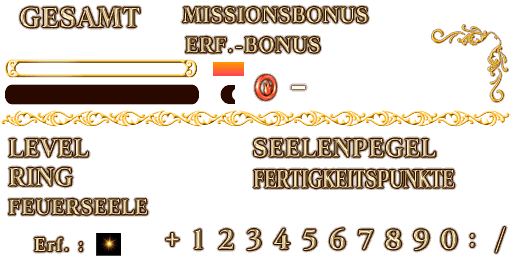 GESAMT
MISSIONSBONUS
ERF.-BONUS
–
LEVEL
SEELENPEGEL
RING
FERTIGKEITSPUNKTE
FEUERSEELE
Erf. :
+ 1 2 3 4 5 6 7 8 9 0 : /